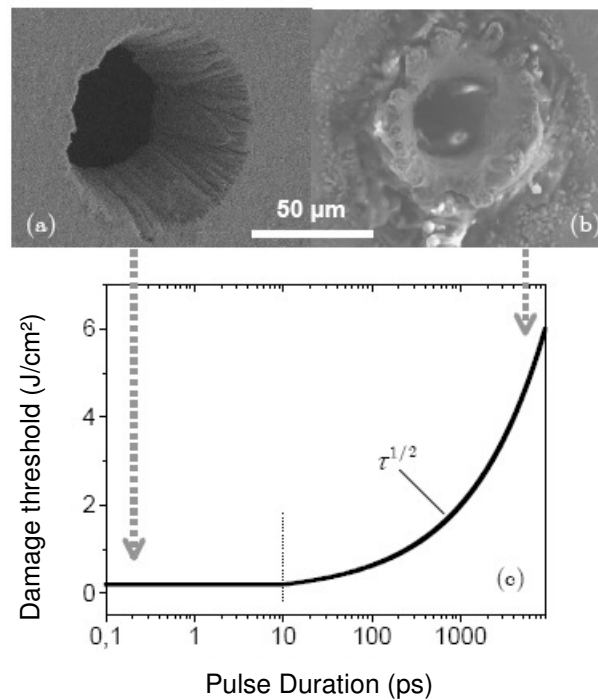 (a)
50 µm
(b)
6
4
2
0
Damage threshold (J/cm²)
τ1/2
(c)
0,1 1 10 100 1000
Pulse Duration (ps)